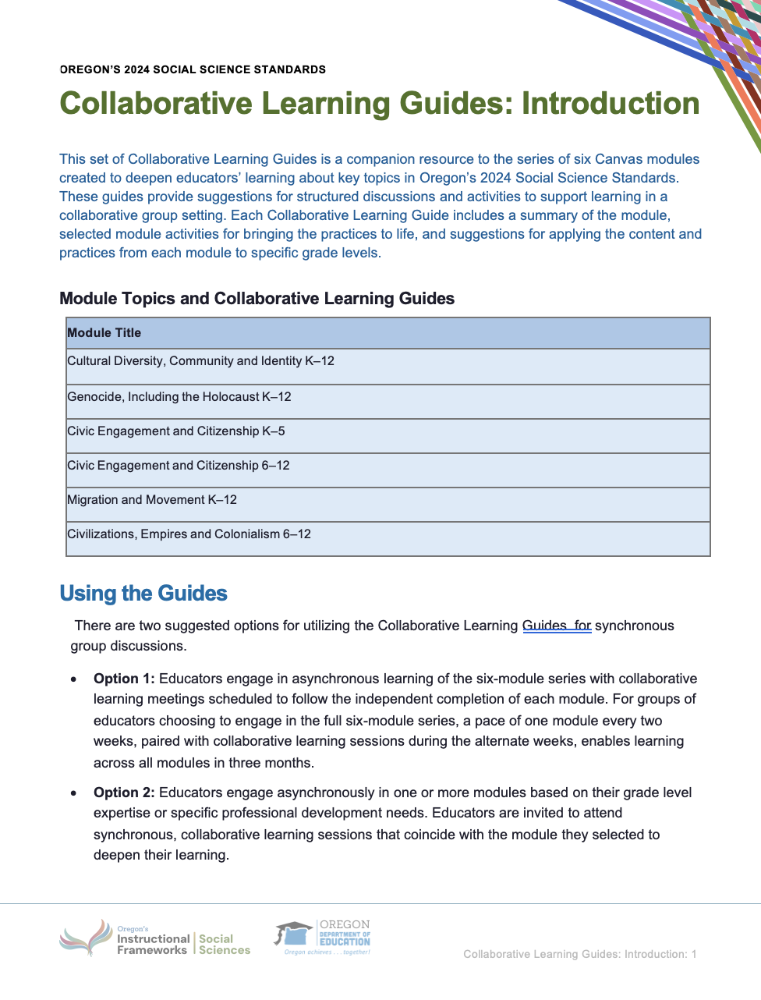 OREGON’S 2024 SOCIAL SCIENCE STANDARDS
Collaborative Learning Guides: Introduction
This set of Collaborative Learning Guides is a companion resource to the series of six Canvas modules
created to deepen educators’ learning about key topics in Oregon’s 2024 Social Science Standards.
These guides provide suggestions for structured discussions and activities to support learning in a
collaborative group setting. Each Collaborative Learning Guide includes a summary of the module,
selected module activities for bringing the practices to life, and suggestions for applying the content and
practices from each module to specific grade levels.
Module Topics and Collaborative Learning Guides
Module Title
Cultural Diversity, Community and Identity K–12
Genocide, Including the Holocaust K–12
Civic Engagement and Citizenship K–5
Civic Engagement and Citizenship 6–12
Migration and Movement K–12
Civilizations, Empires and Colonialism 6–12
Using the Guides
There are two suggested options for utilizing the Collaborative Learning Guides for synchronous
group discussions.
• Option 1: Educators engage in asynchronous learning of the six-module series with collaborative
learning meetings scheduled to follow the independent completion of each module. For groups of
educators choosing to engage in the full six-module series, a pace of one module every two
weeks, paired with collaborative learning sessions during the alternate weeks, enables learning
across all modules in three months.
• Option 2: Educators engage asynchronously in one or more modules based on their grade level
expertise or specific professional development needs. Educators are invited to attend
synchronous, collaborative learning sessions that coincide with the module they selected to
deepen their learning.
Oregon's
Instructional Frameworks | Social Sciences
OREGON
DEPARTMENT OF
EDUCATION
Oregon achieves . . . together!
Collaborative Learning Guides: Introduction: 1